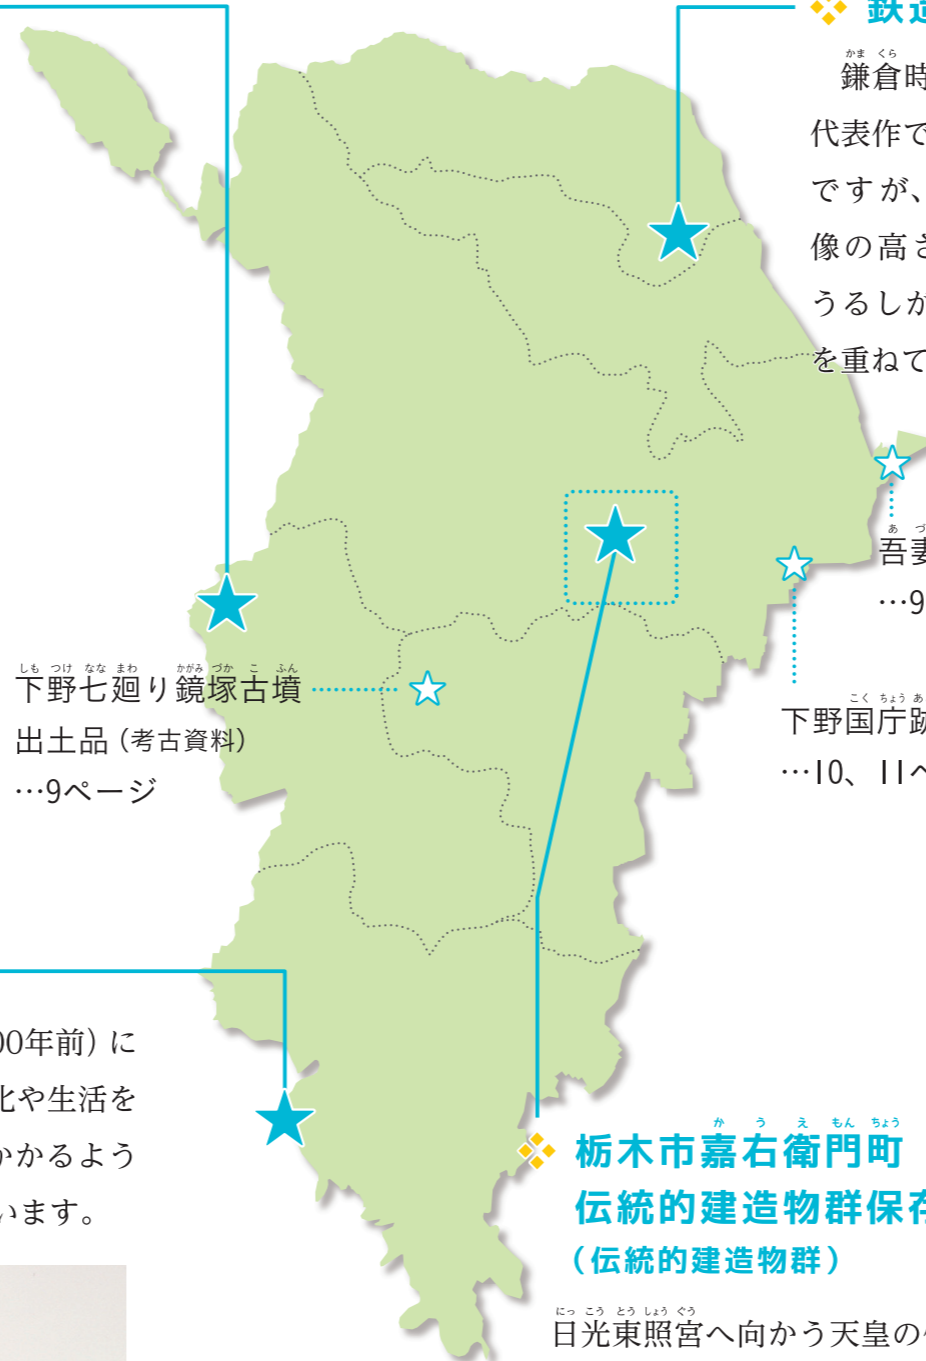 鉄道
鎌倉時
代表作で
ですが、
像の高さ
うるしか
を重ねて
吾妻
…9
下野国庁跡
…10、11ペ
下野七廻り鏡塚古墳
出土品（考古資料）
…9ページ
00年前）に
化や生活を
かかるよう
います。
栃木市嘉右衛門町
伝統的建造物群保存
（伝統的建造物群）
日光東照宮へ向かう天皇の